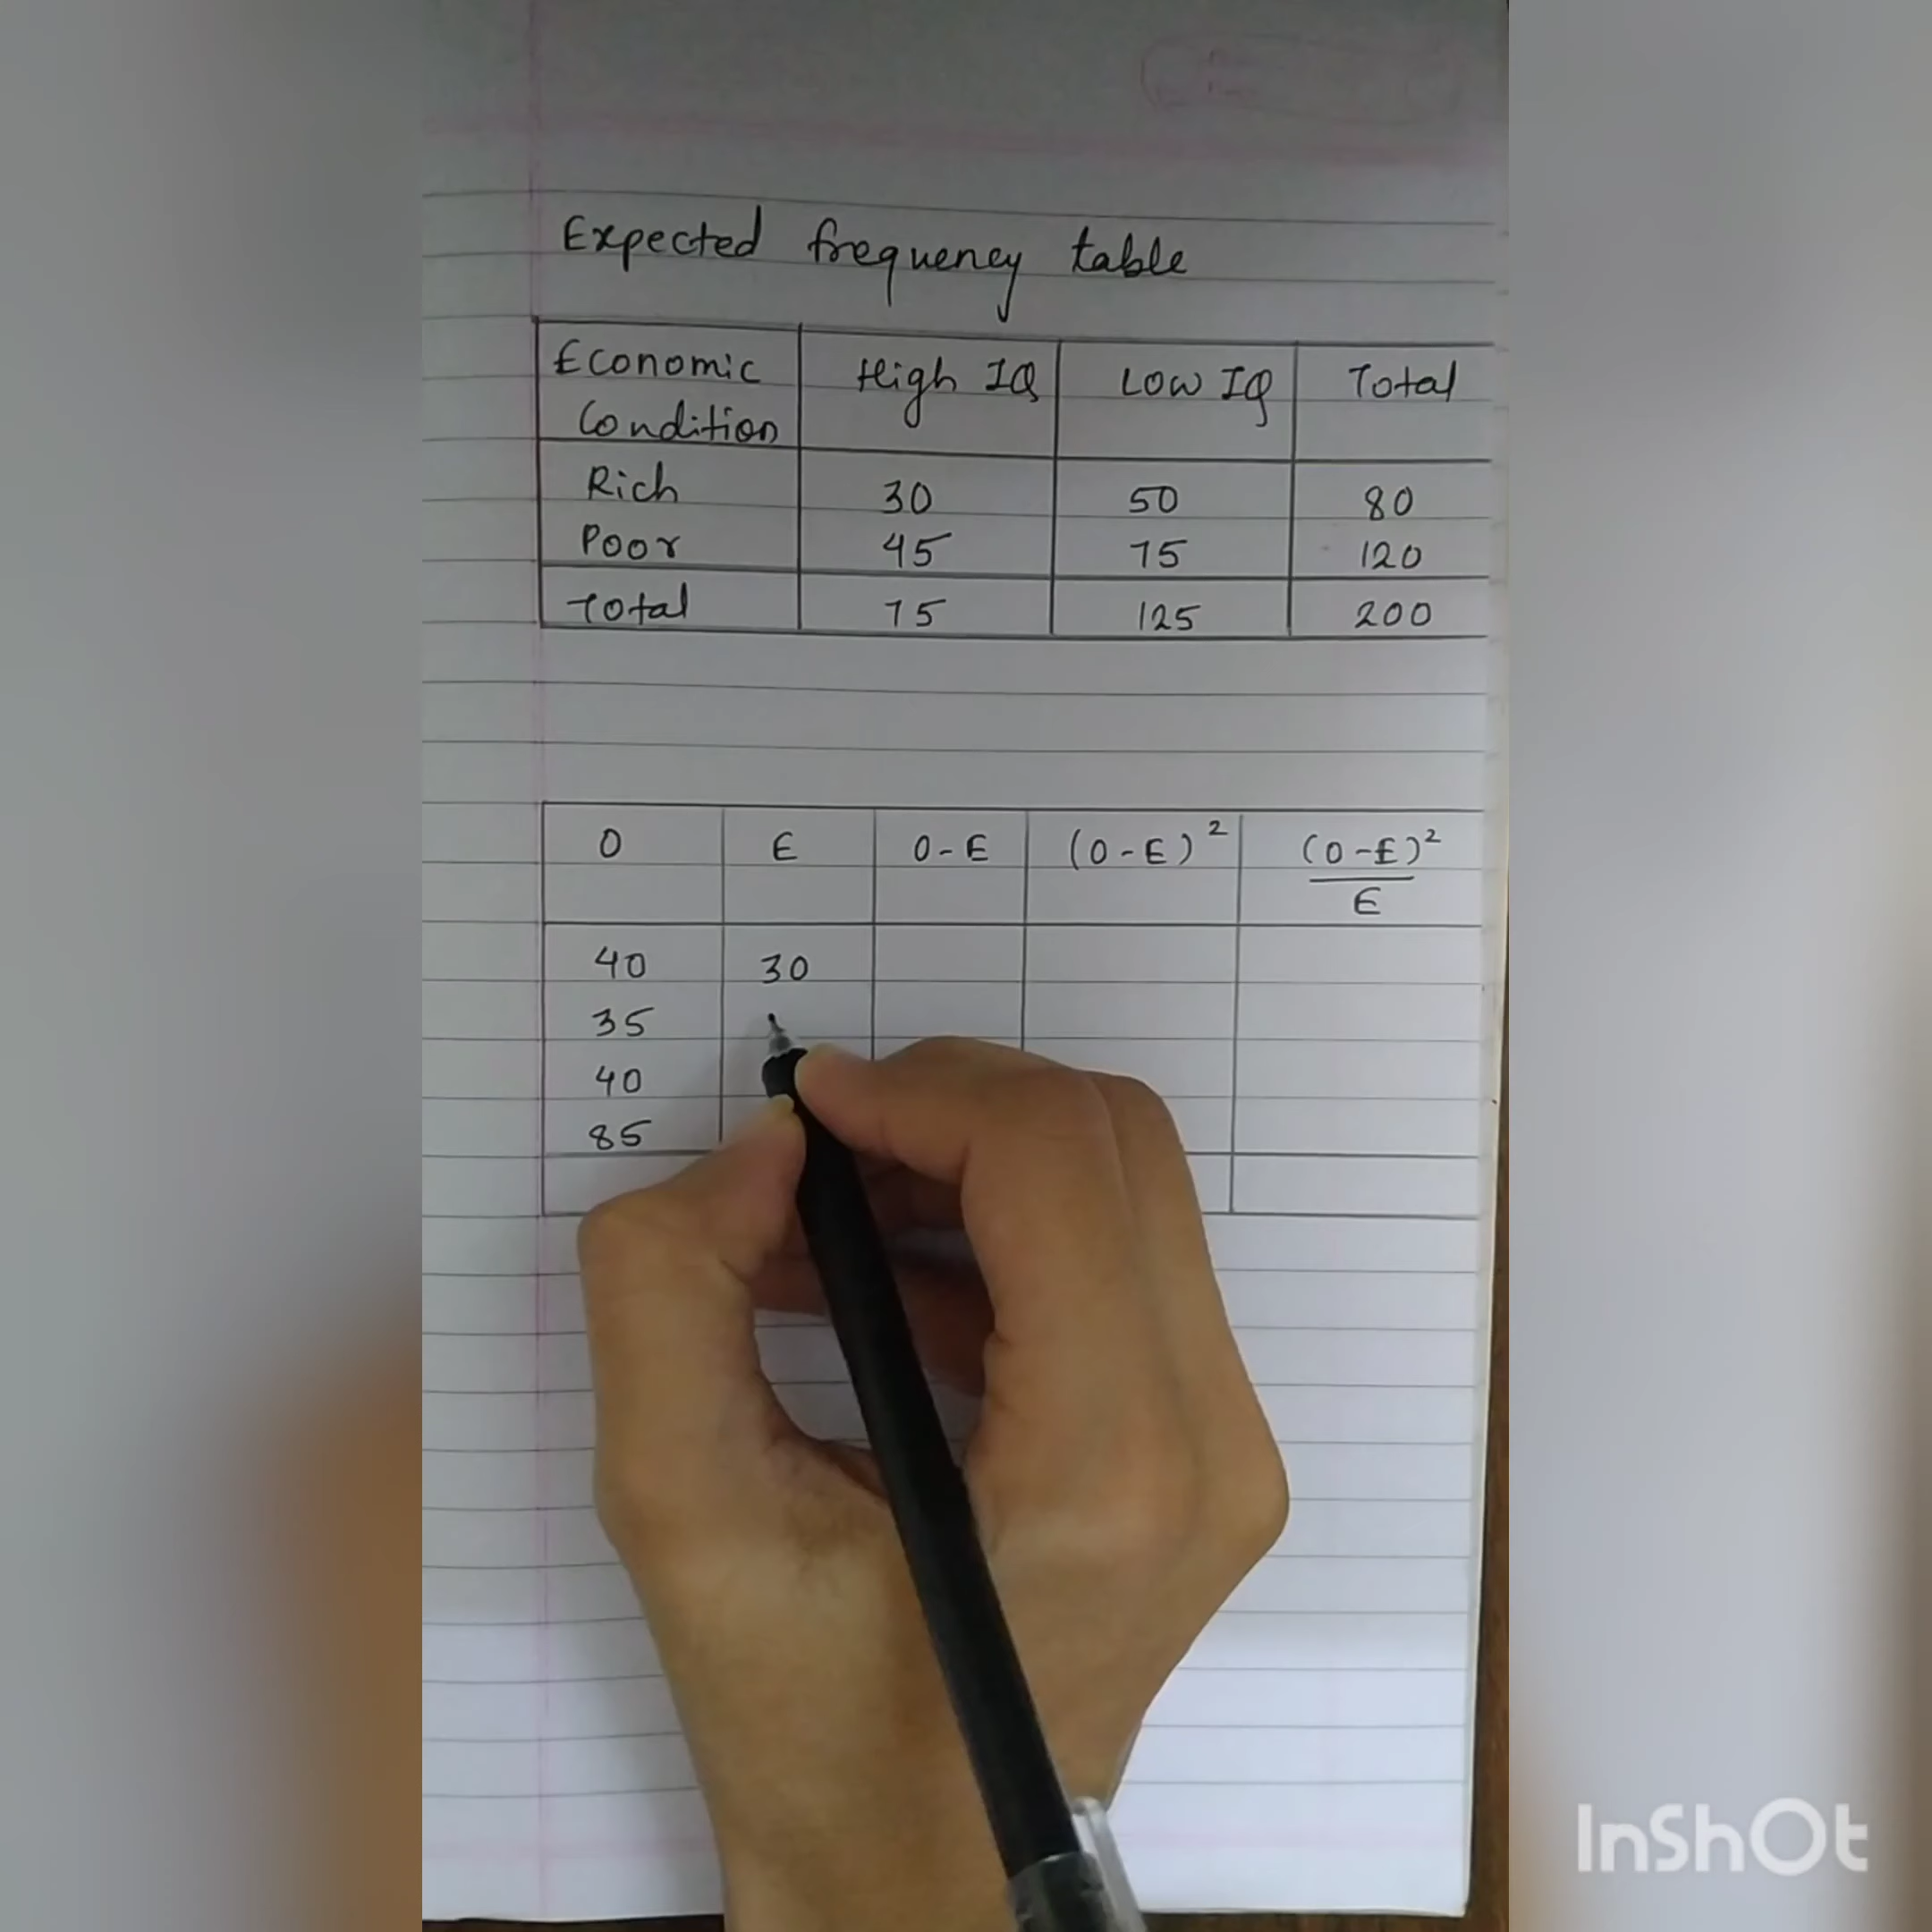 Expected frequency table
Economic Condition High IQ Low IQ Total
Rich 30 50 80
Poor 45 75 120
Total 75 125 200
O E O-E (O-E)² (O-E)²/E
40 30
35
40
85
InShOt